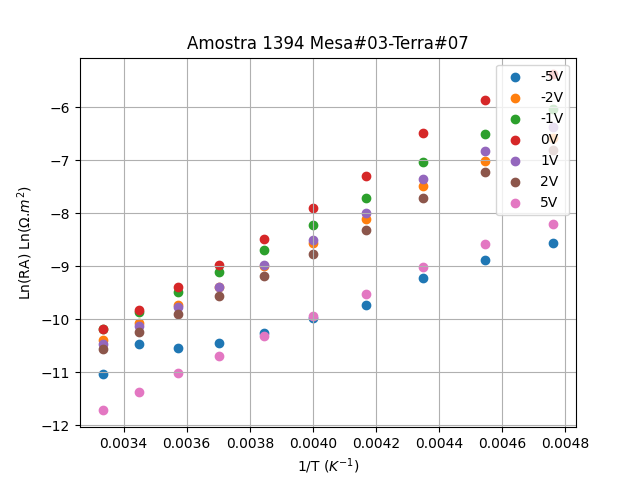 Amostra 1394 Mesa#03-Terra#07
-5V
-2V
-1V
0V
1V
2V
5V
−6
−7
−8
−9
−10
−11
−12
Ln(RA) Ln(Ω.m²)
0.0034 0.0036 0.0038 0.0040 0.0042 0.0044 0.0046 0.0048
1/T (K⁻¹)